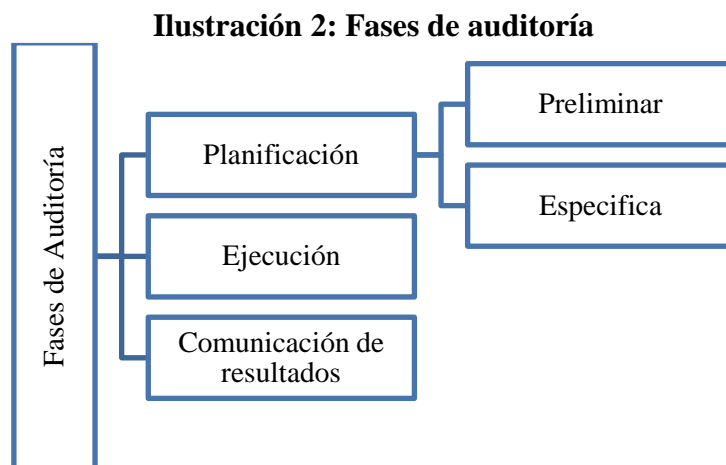 Ilustración 2: Fases de auditoría
Fases de Auditoría
Planificación
Preliminar
Especifica
Ejecución
Comunicación de
resultados